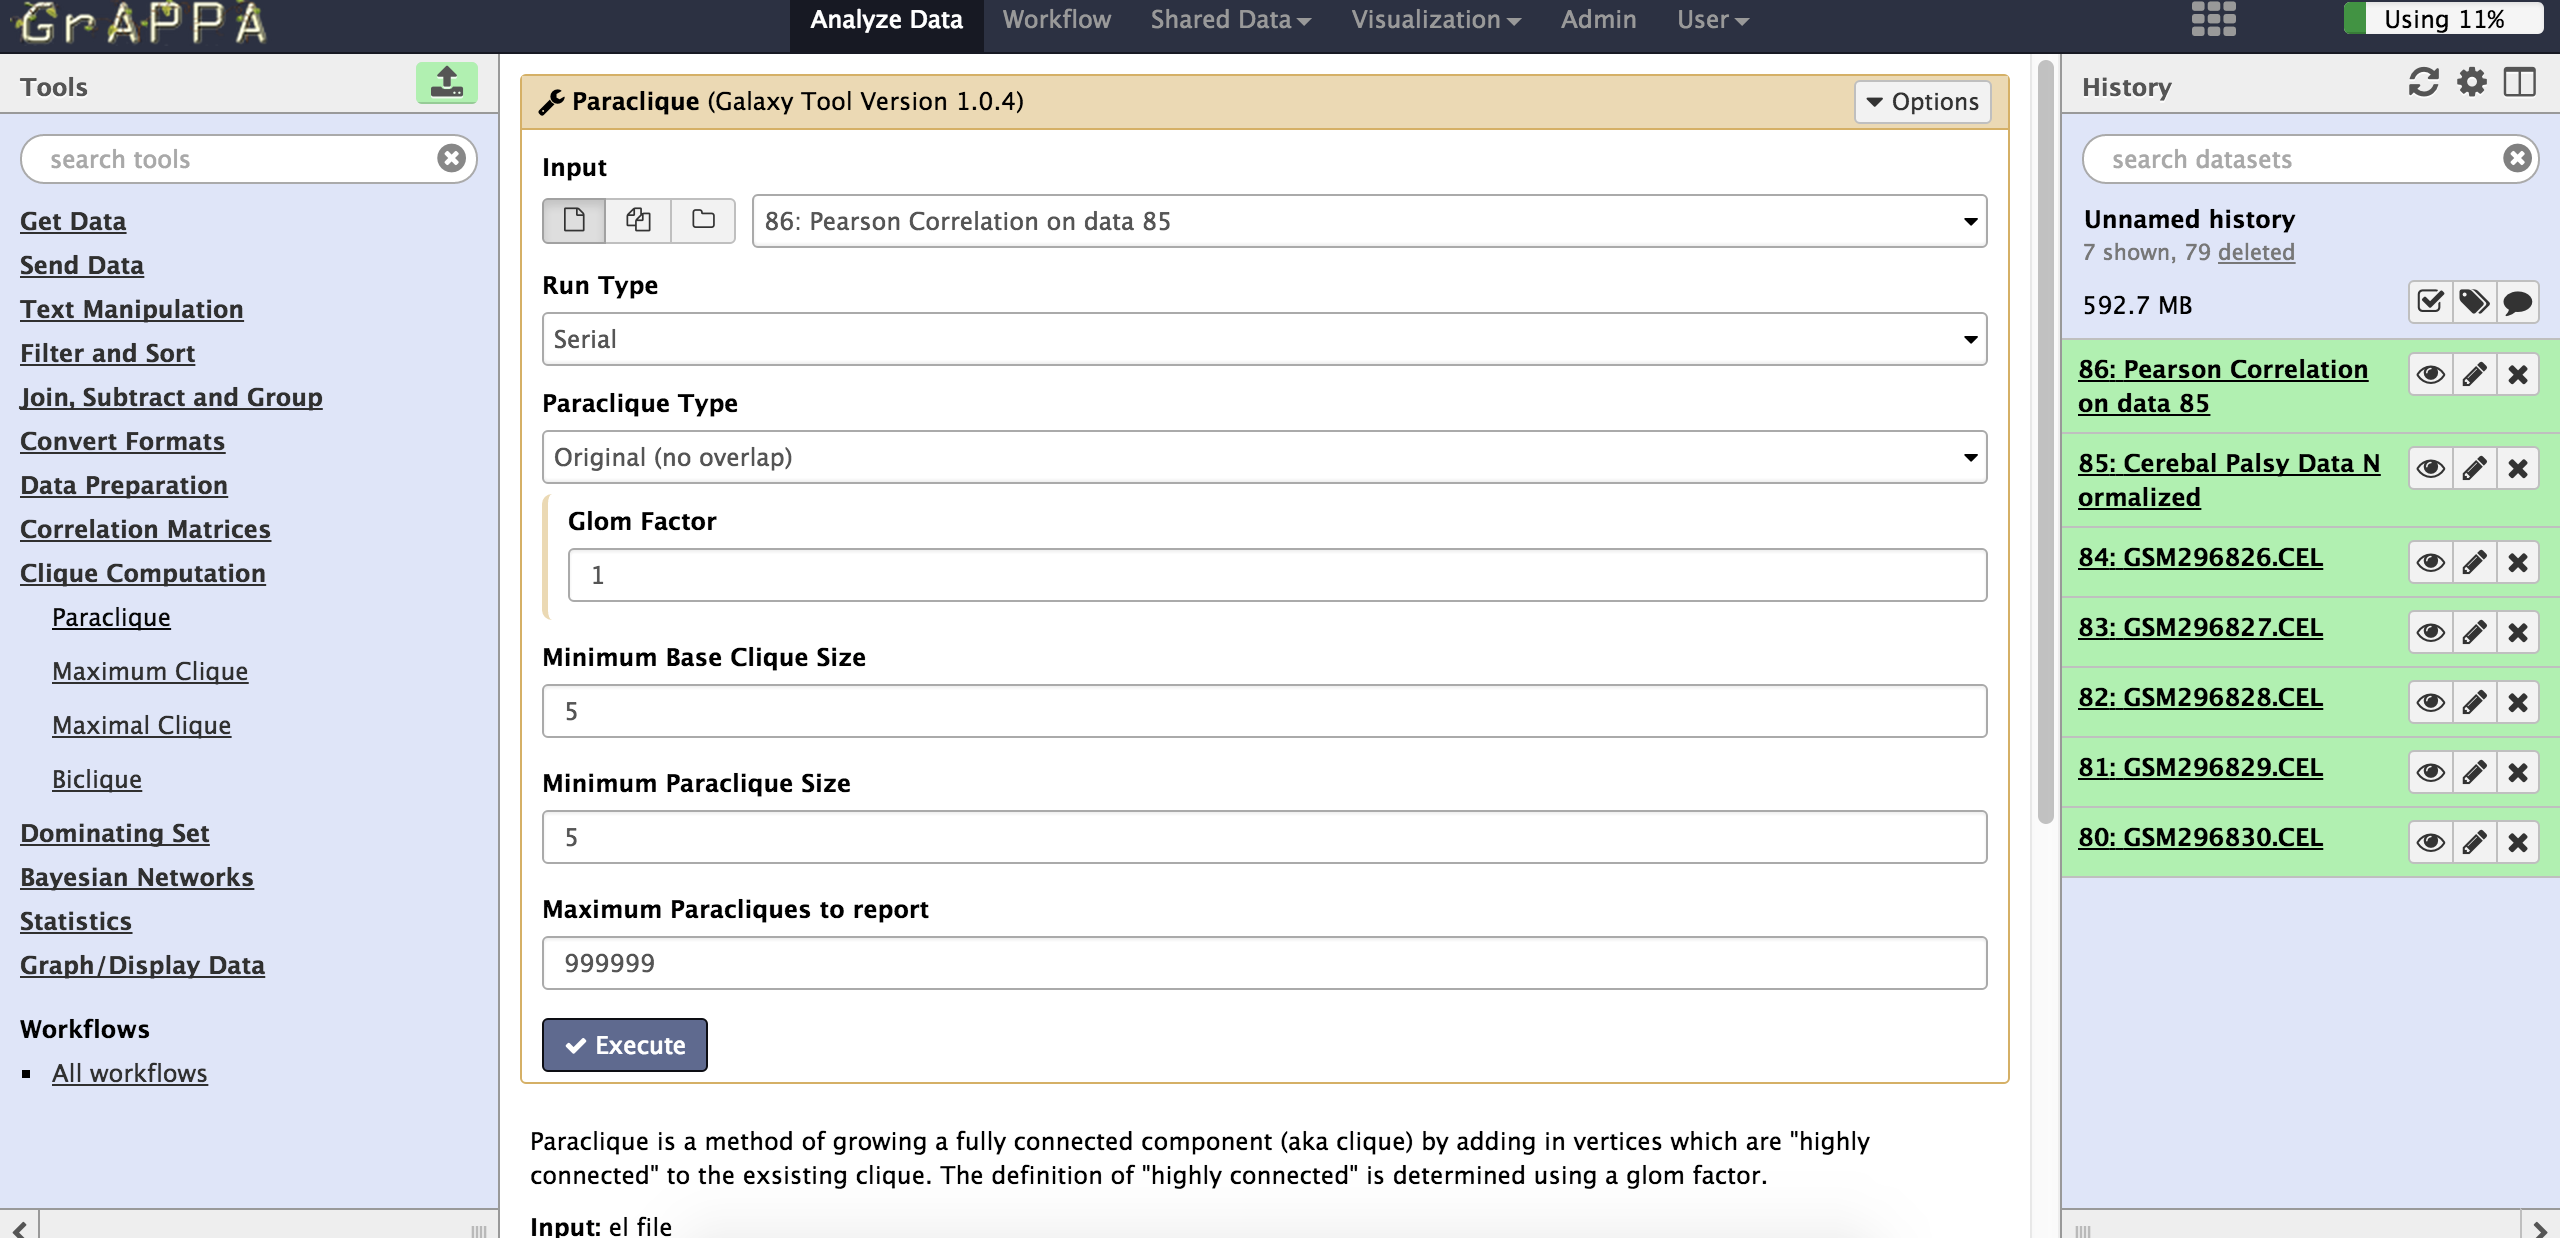 GrAPPA
Analyze Data Workflow Shared Data Visualization Admin User Using 11%
Tools
search tools
Get Data
Send Data
Text Manipulation
Filter and Sort
Join, Subtract and Group
Convert Formats
Data Preparation
Correlation Matrices
Clique Computation
Paraclique
Maximum Clique
Maximal Clique
Biclique
Dominating Set
Bayesian Networks
Statistics
Graph/Display Data
Workflows
All workflows
Paraclique (Galaxy Tool Version 1.0.4)
Options
Input
86: Pearson Correlation on data 85
Run Type
Serial
Paraclique Type
Original (no overlap)
Glom Factor
1
Minimum Base Clique Size
5
Minimum Paraclique Size
5
Maximum Paracliques to report
999999
Execute
Paraclique is a method of growing a fully connected component (aka clique) by adding in vertices which are "highly
connected" to the exsisting clique. The definition of "highly connected" is determined using a glom factor.
Input: el file
History
search datasets
Unnamed history
7 shown, 79 deleted
592.7 MB
86: Pearson Correlation
on data 85
85: Cerebal Palsy Data N
ormalized
84: GSM296826.CEL
83: GSM296827.CEL
82: GSM296828.CEL
81: GSM296829.CEL
80: GSM296830.CEL